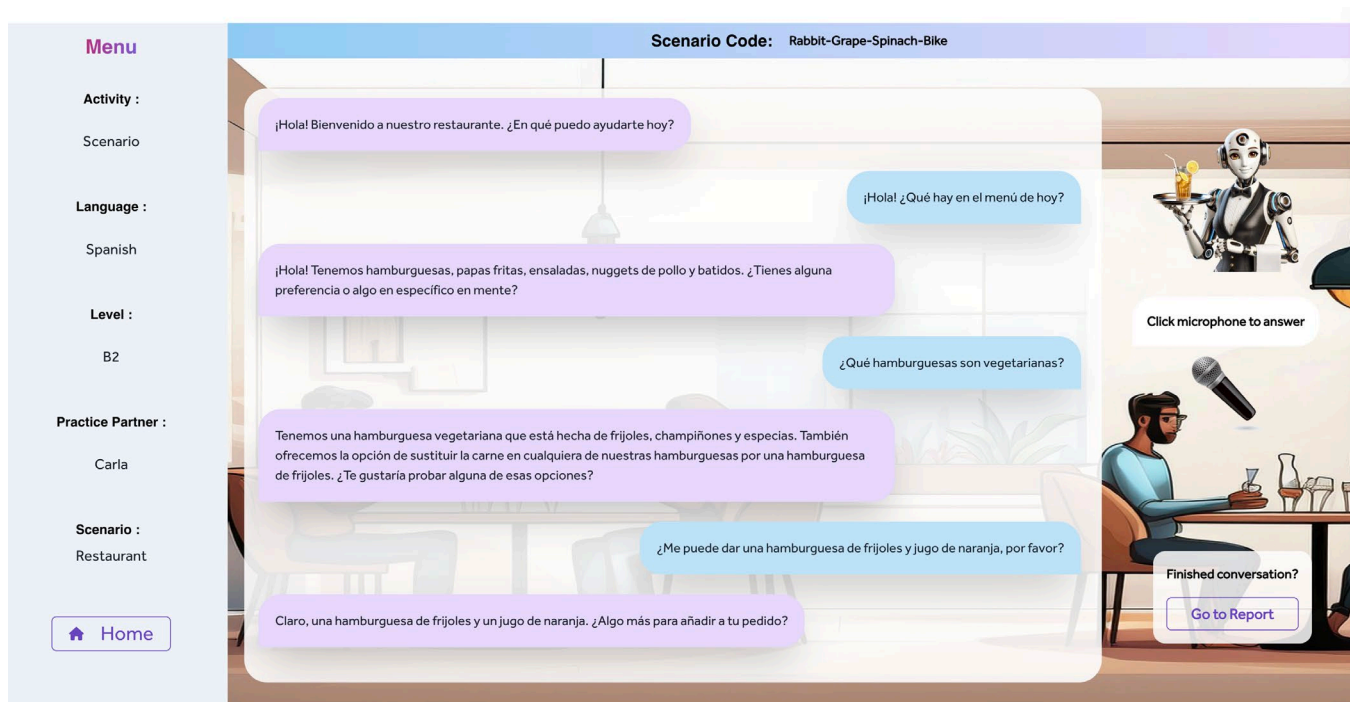 Menu
Activity :
Scenario
Language :
Spanish
Level :
B2
Practice Partner :
Carla
Scenario :
Restaurant
Home
Scenario Code: Rabbit-Grape-Spinach-Bike
¡Hola! Bienvenido a nuestro restaurante. ¿En qué puedo ayudarte hoy?
¡Hola! ¿Qué hay en el menú de hoy?
¡Hola! Tenemos hamburguesas, papas fritas, ensaladas, nuggets de pollo y batidos. ¿Tienes alguna
preferencia o algo en específico en mente?
¿Qué hamburguesas son vegetarianas?
Tenemos una hamburguesa vegetariana que está hecha de frijoles, champiñones y especias. También
ofrecemos la opción de sustituir la carne en cualquiera de nuestras hamburguesas por una hamburguesa
de frijoles. ¿Te gustaría probar alguna de esas opciones?
¿Me puede dar una hamburguesa de frijoles y jugo de naranja, por favor?
Claro, una hamburguesa de frijoles y un jugo de naranja. ¿Algo más para añadir a tu pedido?
Click microphone to answer
Finished conversation?
Go to Report